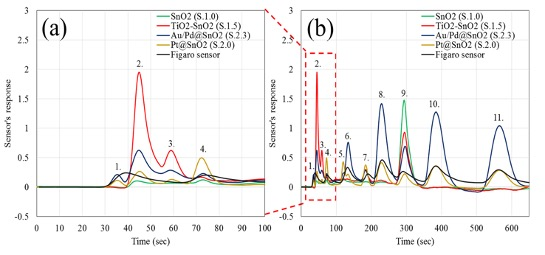 (a)
SnO2 (S.1.0)
TiO2-SnO2 (S.1.5)
Au/Pd@SnO2 (S.2.3)
Pt@SnO2 (S.2.0)
Figaro sensor
3
2.5
2
1.5
1
0.5
0
-0.5
Sensor's response
1.
2.
3.
4.
0 10 20 30 40 50 60 70 80 90 100
Time (sec)
(b)
SnO2 (S.1.0)
TiO2-SnO2 (S.1.5)
Au/Pd@SnO2 (S.2.3)
Pt@SnO2 (S.2.0)
Figaro sensor
3
2.5
2
1.5
1
0.5
0
-0.5
Sensor's response
1.
2.
3.
4.
5.
6.
7.
8.
9.
10.
11.
0 100 200 300 400 500 600
Time (sec)